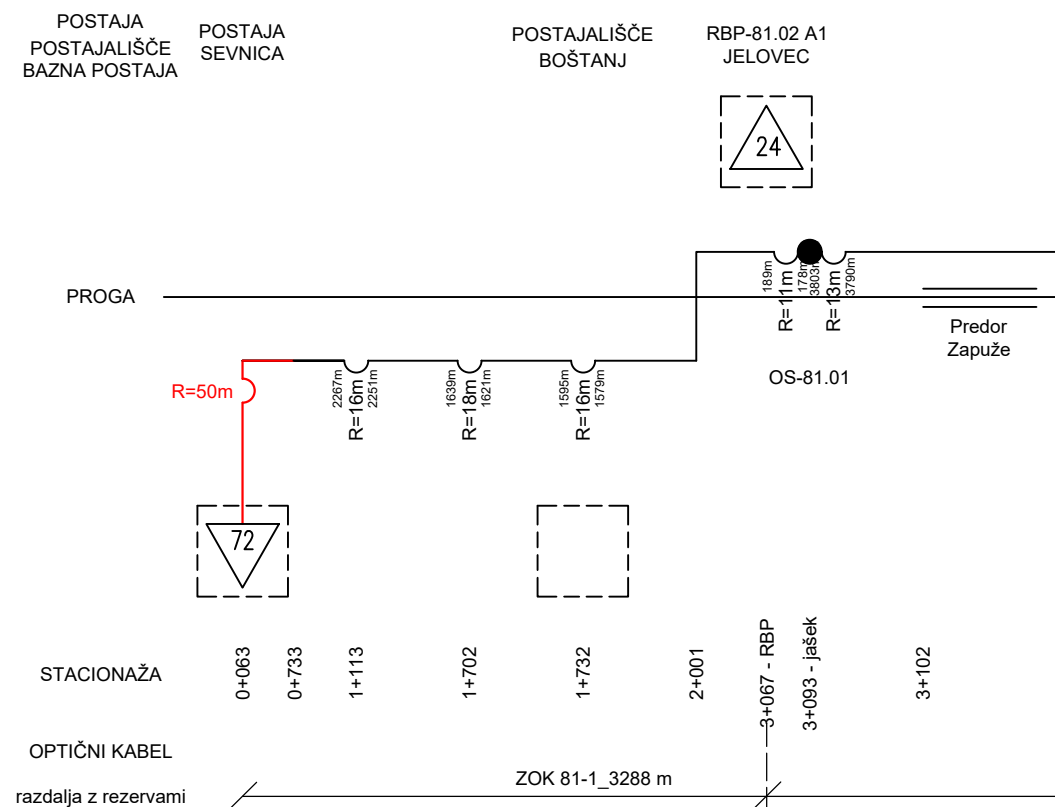 POSTAJA
POSTAJALIŠČE
BAZNA POSTAJA
POSTAJA
SEVNICA
POSTAJALIŠČE
BOŠTANJ
RBP-81.02 A1
JELOVEC
24
PROGA
189m
R=11m
178m
3803m
R=13m
3790m
Predor
Zapuže
OS-81.01
R=50m
2267m
R=16m
2251m
1639m
R=18m
1621m
1595m
R=16m
1579m
72
STACIONAŽA
0+063
0+733
1+113
1+702
1+732
2+001
3+067 - RBP
3+093 - jašek
3+102
OPTIČNI KABEL
razdalja z rezervami
ZOK 81-1_3288 m